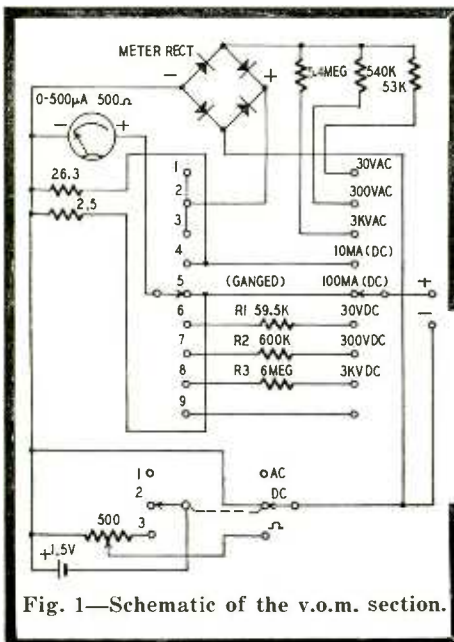 METER RECT
- +
5.4MEG 540K
53K
0-500µA 500Ω
- +
26.3
2.5
1 30VAC
2 300VAC
3 3KVAC
4 10MA(DC)
5 (GANGED) 100MA(DC) +
6 R1 59.5K 30VDC -
7 R2 600K 300VDC
8 R3 6MEG 3KVDC
9
1 AC
2 DC
500 3 Ω
+ 1.5V
Fig. 1—Schematic of the v.o.m. section.